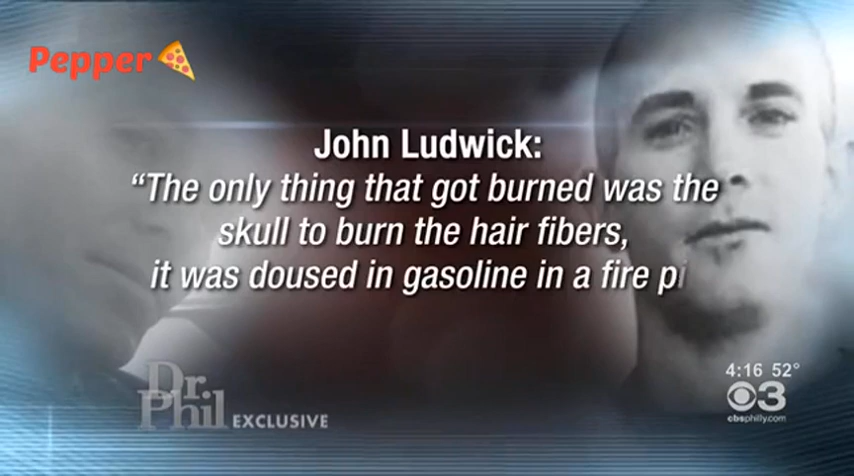 Pepper
John Ludwick:
“The only thing that got burned was the
skull to burn the hair fibers,
it was doused in gasoline in a fire pi
Dr. Phil EXCLUSIVE
4:16 52°
3
cbsphilly.com